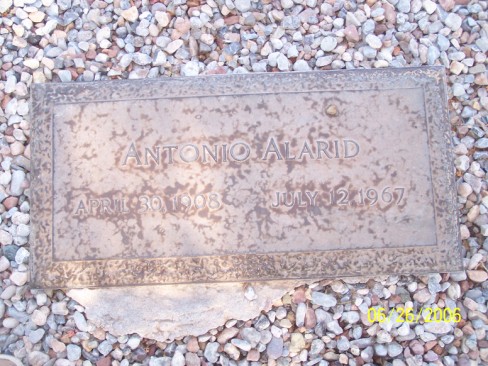 ANTONIO ALARID
APRIL 30, 1908 JULY 12, 1967
06/26/2006